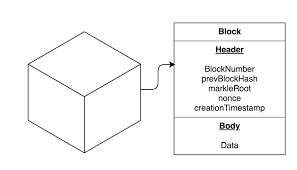 Block
Header
BlockNumber
prevBlockHash
markleRoot
nonce
creationTimestamp
Body
Data